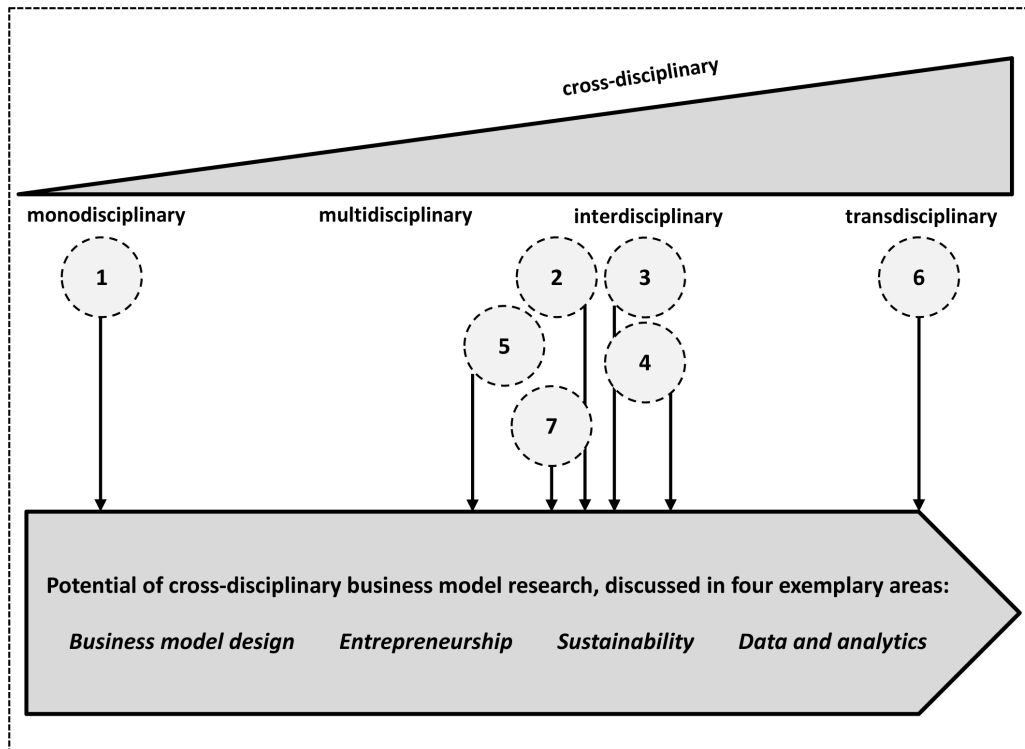 cross-disciplinary
monodisciplinary multidisciplinary interdisciplinary transdisciplinary
1 2 3 6
5 4
7
Potential of cross-disciplinary business model research, discussed in four exemplary areas:
Business model design Entrepreneurship Sustainability Data and analytics